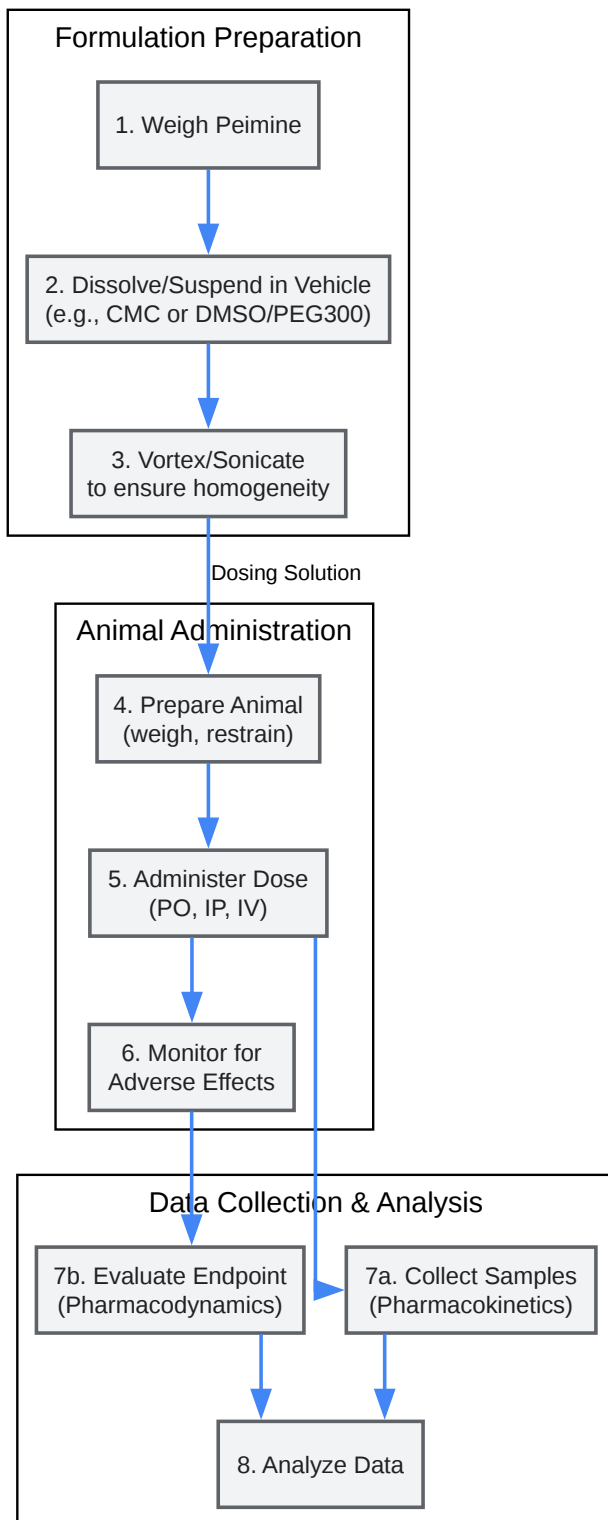 Formulation Preparation
1. Weigh Peimine
2. Dissolve/Suspend in Vehicle
(e.g., CMC or DMSO/PEG300)
3. Vortex/Sonicate
to ensure homogeneity
Dosing Solution
Animal Administration
4. Prepare Animal
(weigh, restrain)
5. Administer Dose
(PO, IP, IV)
6. Monitor for
Adverse Effects
Data Collection & Analysis
7b. Evaluate Endpoint
(Pharmacodynamics)
7a. Collect Samples
(Pharmacokinetics)
8. Analyze Data